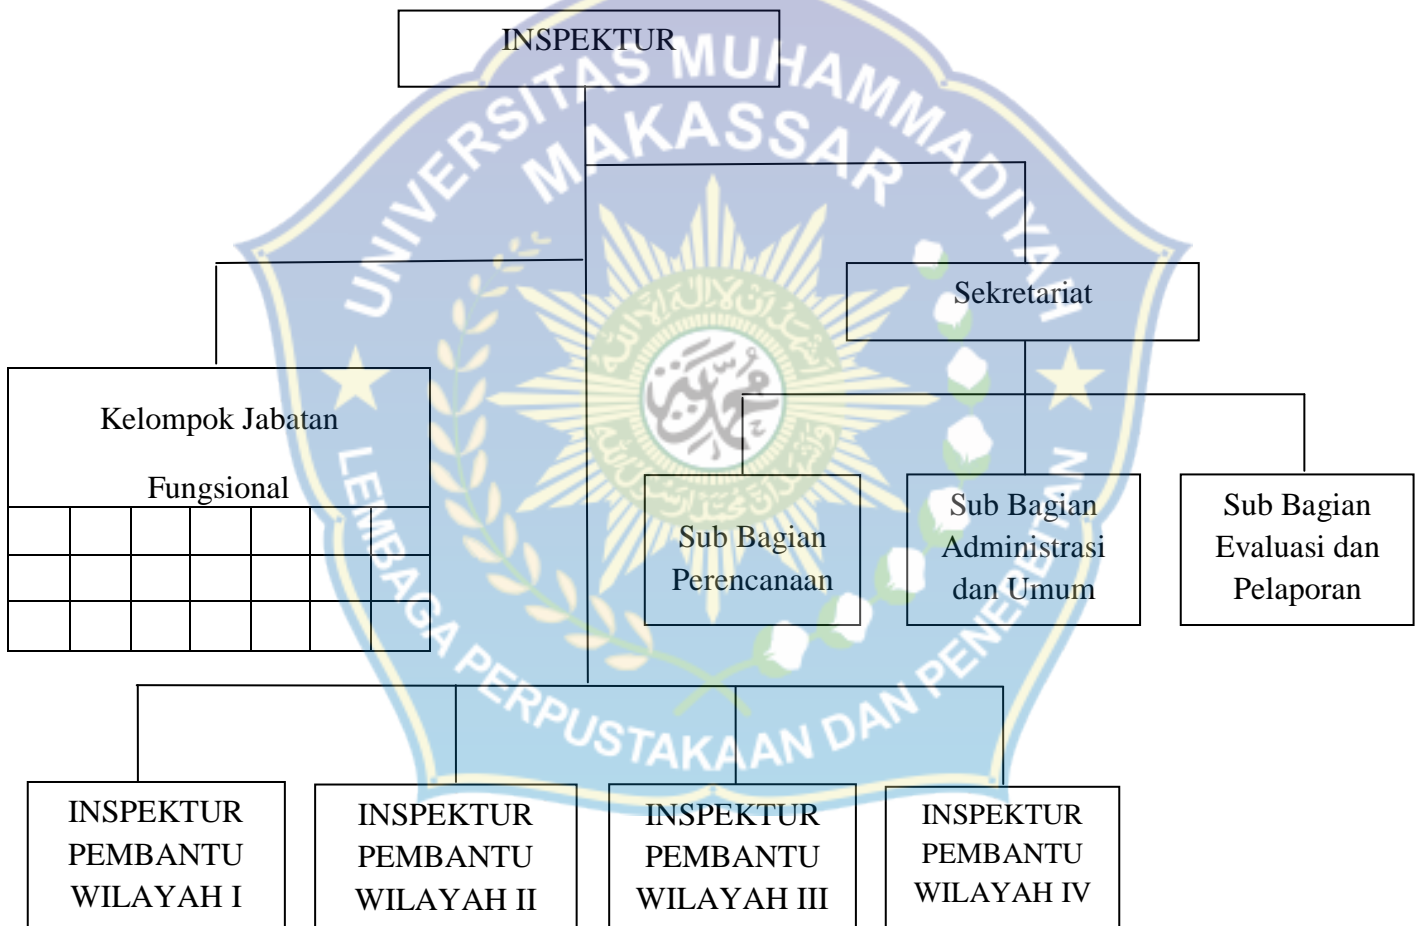 INSPEKTUR
UNIVERSITAS MUHAMMADIYAH
MAKASSAR
Sekretariat
Kelompok Jabatan
Fungsional
Sub Bagian
Perencanaan
Sub Bagian
Administrasi
dan Umum
Sub Bagian
Evaluasi dan
Pelaporan
محمد
LEMBAGA PERPUSTAKAAN DAN PENERBITAN
INSPEKTUR
PEMBANTU
WILAYAH I
INSPEKTUR
PEMBANTU
WILAYAH II
INSPEKTUR
PEMBANTU
WILAYAH III
INSPEKTUR
PEMBANTU
WILAYAH IV